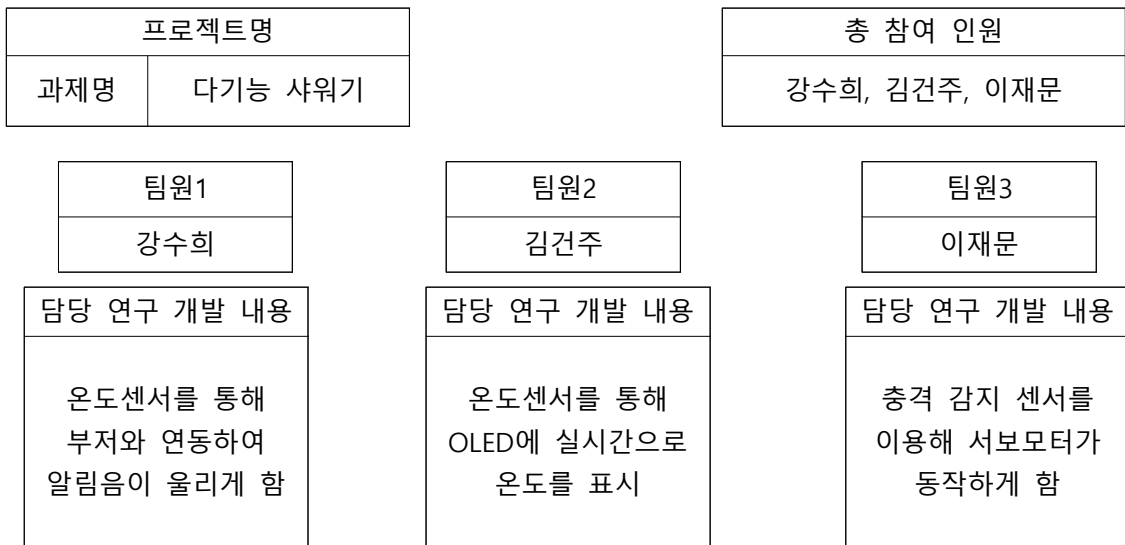 프로젝트명
과제명 다기능 샤워기
총 참여 인원
강수희, 김건주, 이재문
팀원1
강수희
담당 연구 개발 내용
온도센서를 통해
부저와 연동하여
알림음이 울리게 함
팀원2
김건주
담당 연구 개발 내용
온도센서를 통해
OLED에 실시간으로
온도를 표시
팀원3
이재문
담당 연구 개발 내용
충격 감지 센서를
이용해 서보모터가
동작하게 함